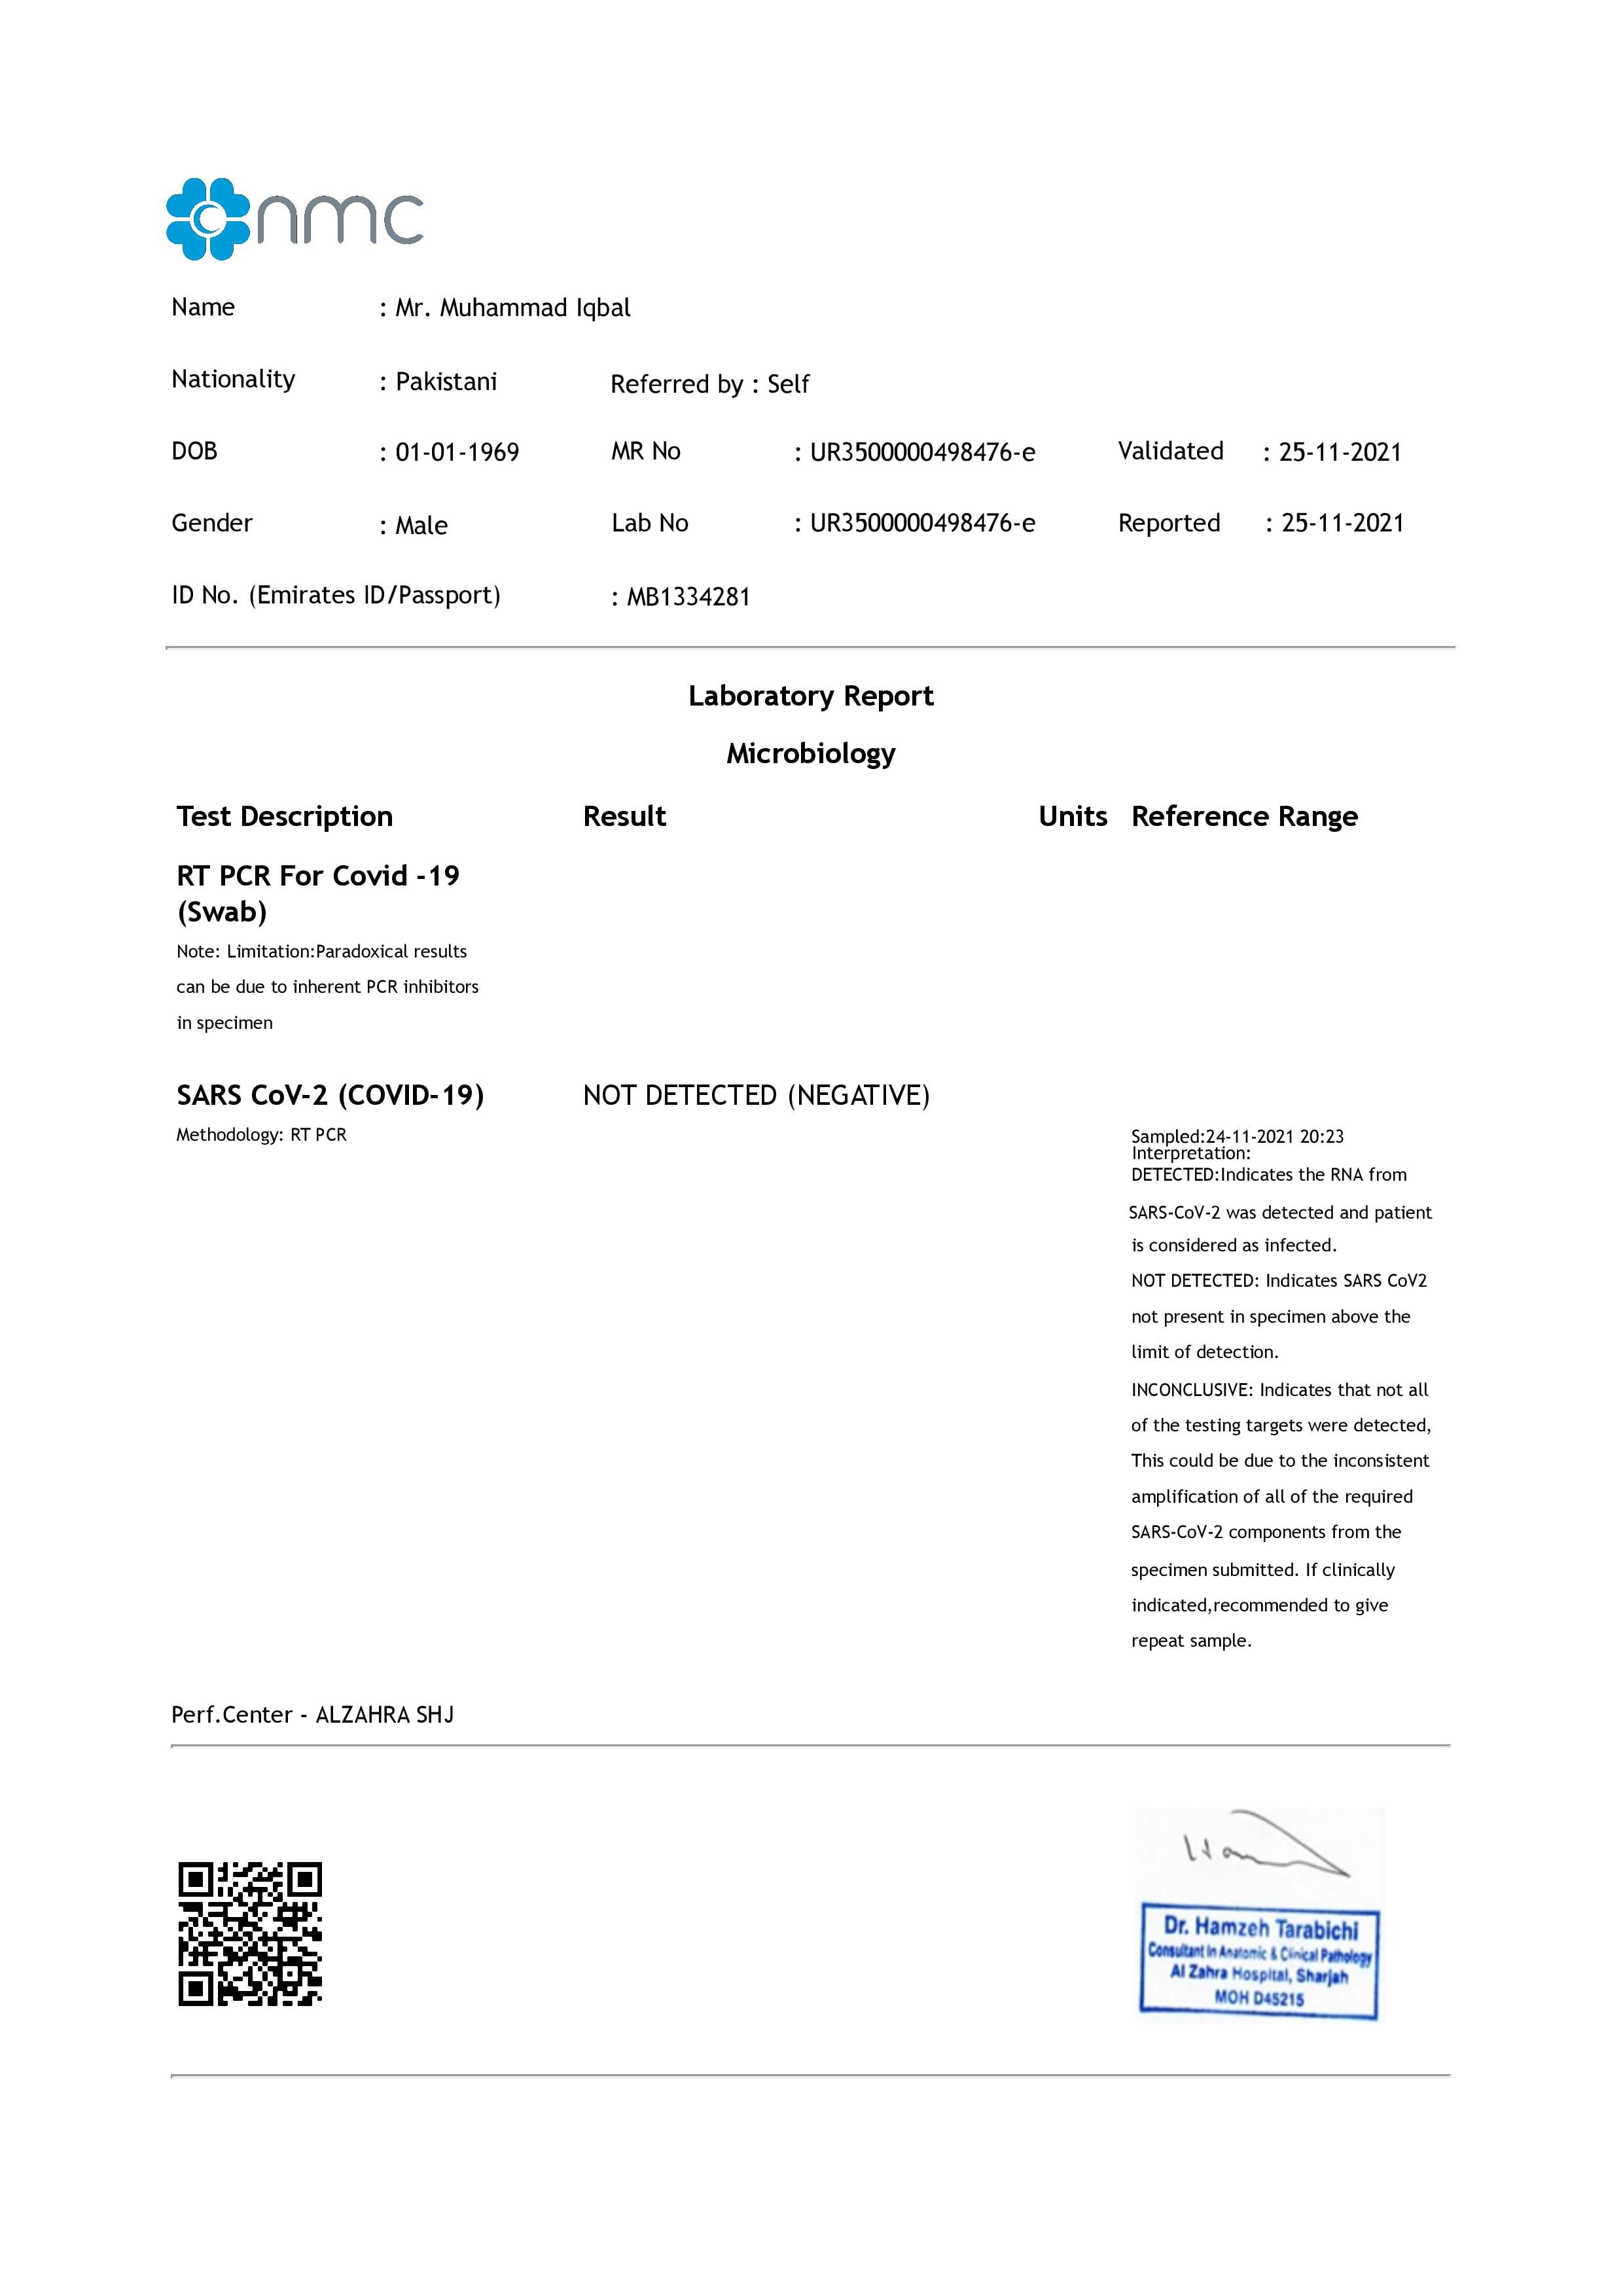 nmc
Name : Mr. Muhammad Iqbal
Nationality : Pakistani Referred by : Self
DOB : 01-01-1969 MR No : UR3500000498476-e Validated : 25-11-2021
Gender : Male Lab No : UR3500000498476-e Reported : 25-11-2021
ID No. (Emirates ID/Passport) : MB1334281
Laboratory Report
Microbiology
Test Description Result Units Reference Range
RT PCR For Covid -19
(Swab)
Note: Limitation:Paradoxical results
can be due to inherent PCR inhibitors
in specimen
SARS CoV-2 (COVID-19) NOT DETECTED (NEGATIVE)
Methodology: RT PCR
Sampled:24-11-2021 20:23
Interpretation:
DETECTED:Indicates the RNA from
SARS-CoV-2 was detected and patient
is considered as infected.
NOT DETECTED: Indicates SARS CoV2
not present in specimen above the
limit of detection.
INCONCLUSIVE: Indicates that not all
of the testing targets were detected,
This could be due to the inconsistent
amplification of all of the required
SARS-CoV-2 components from the
specimen submitted. If clinically
indicated,recommended to give
repeat sample.
Perf.Center - ALZAHRA SHJ
Dr. Hamzeh Tarabichi
Consultant In Anatomic & Clinical Pathology
Al Zahra Hospital, Sharjah
MOH D45215